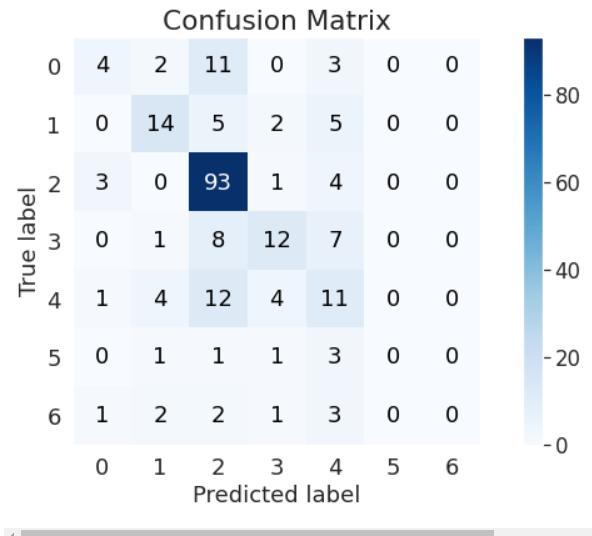 Confusion Matrix
0 4 2 11 0 3 0 0
1 0 14 5 2 5 0 0
2 3 0 93 1 4 0 0
3 0 1 8 12 7 0 0
4 1 4 12 4 11 0 0
5 0 1 1 1 3 0 0
6 1 2 2 1 3 0 0
0 1 2 3 4 5 6
Predicted label
True label
80
60
40
20
0